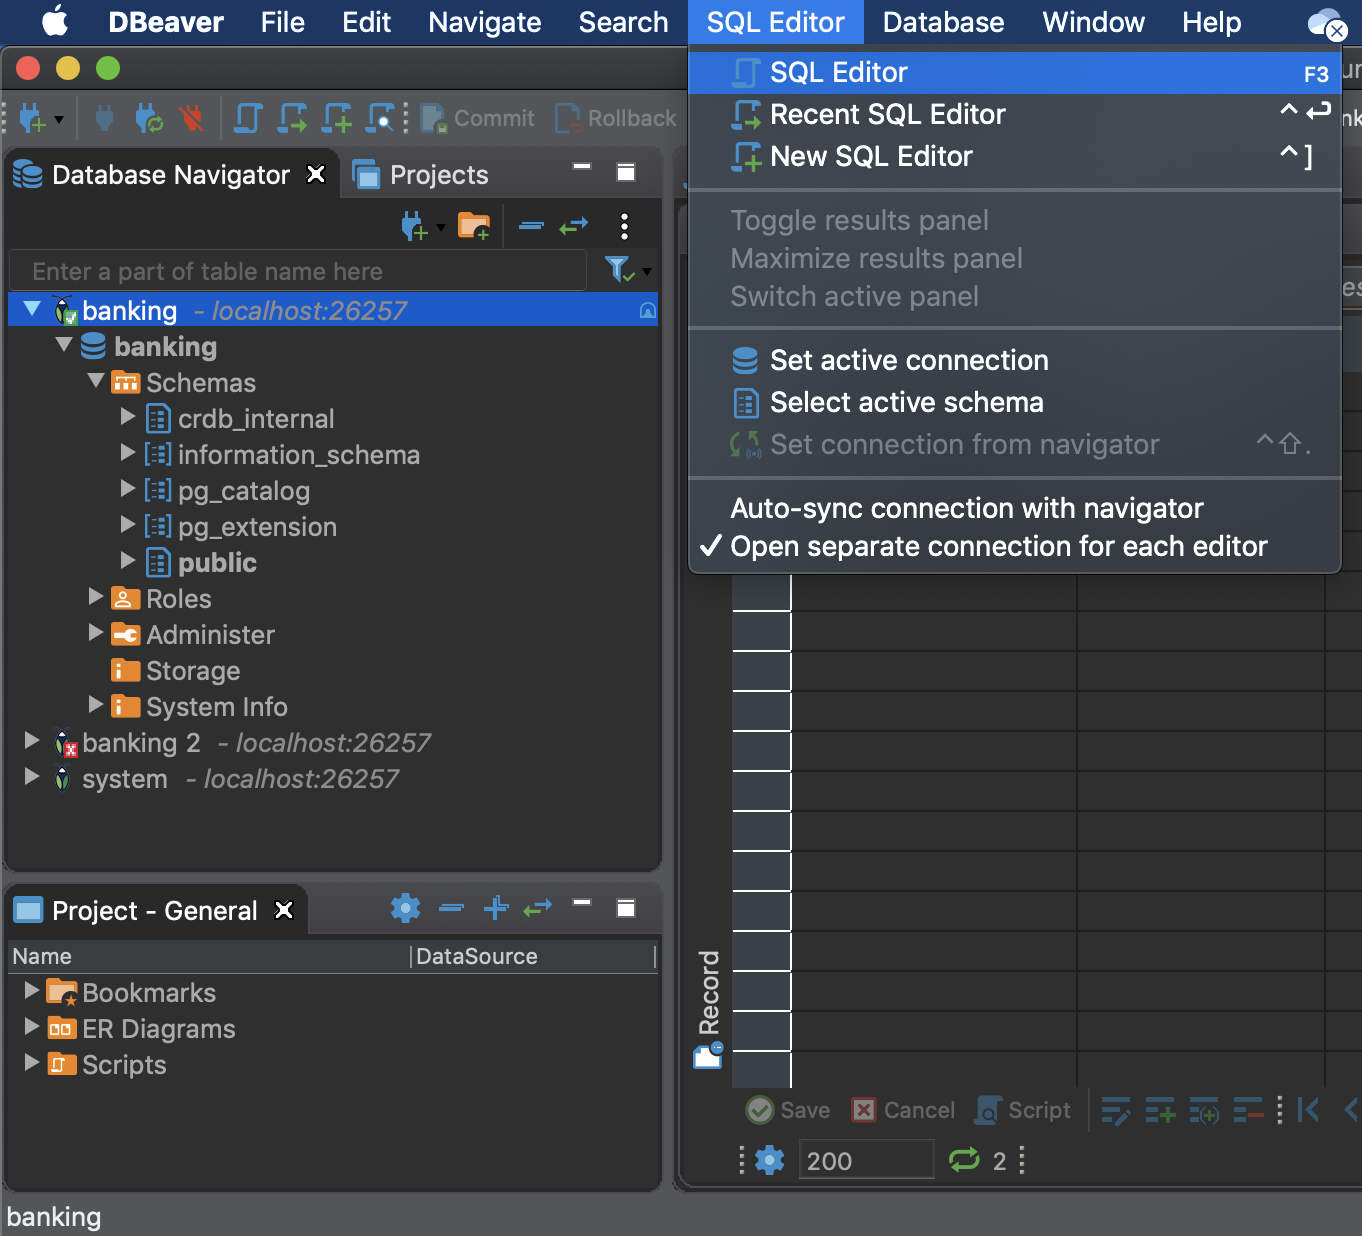 DBeaver File Edit Navigate Search SQL Editor Database Window Help
SQL Editor F3
Recent SQL Editor ^ ↩
New SQL Editor ^ ]
Toggle results panel
Maximize results panel
Switch active panel
Set active connection
Select active schema
Set connection from navigator ^⇧.
Auto-sync connection with navigator
✓ Open separate connection for each editor
Commit Rollback
Database Navigator Projects
Enter a part of table name here
banking - localhost:26257
banking
Schemas
crdb_internal
information_schema
pg_catalog
pg_extension
public
Roles
Administer
Storage
System Info
banking 2 - localhost:26257
system - localhost:26257
Project - General
Name DataSource
Bookmarks
ER Diagrams
Scripts
Record
Save Cancel Script
200 2
banking